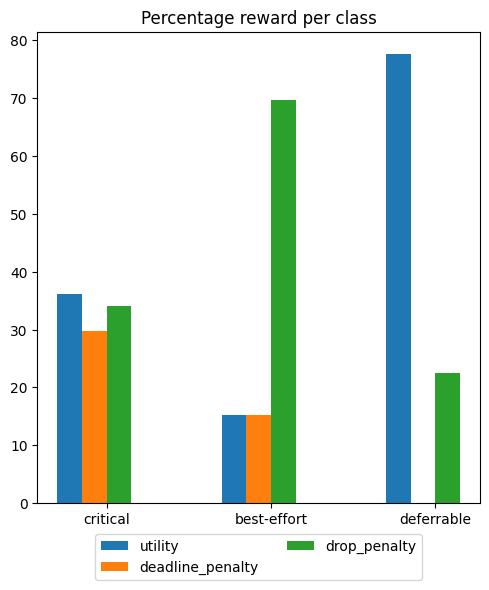 Percentage reward per class
80
70
60
50
40
30
20
10
0
critical best-effort deferrable
utility drop_penalty
deadline_penalty